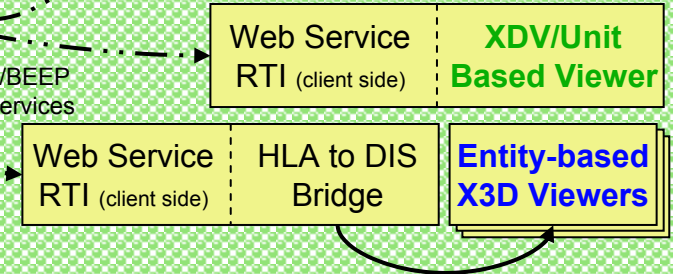 Web Service
RTI (client side)
XDV/Unit
Based Viewer
/BEEP
ervices
Web Service
RTI (client side)
HLA to DIS
Bridge
Entity-based
X3D Viewers